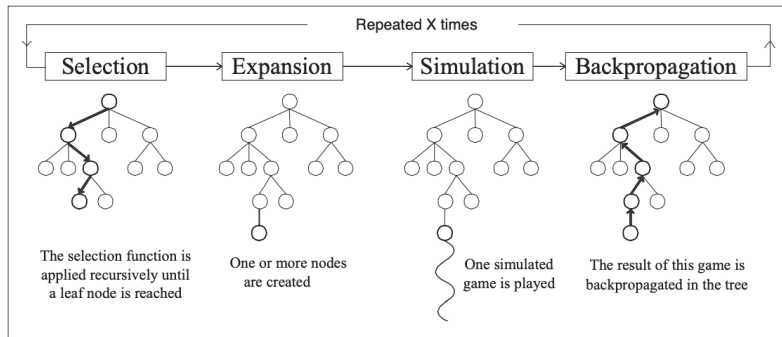 Repeated X times
Selection
Expansion
Simulation
Backpropagation
The selection function is
applied recursively until
a leaf node is reached
One or more nodes
are created
One simulated
game is played
The result of this game is
backpropagated in the tree